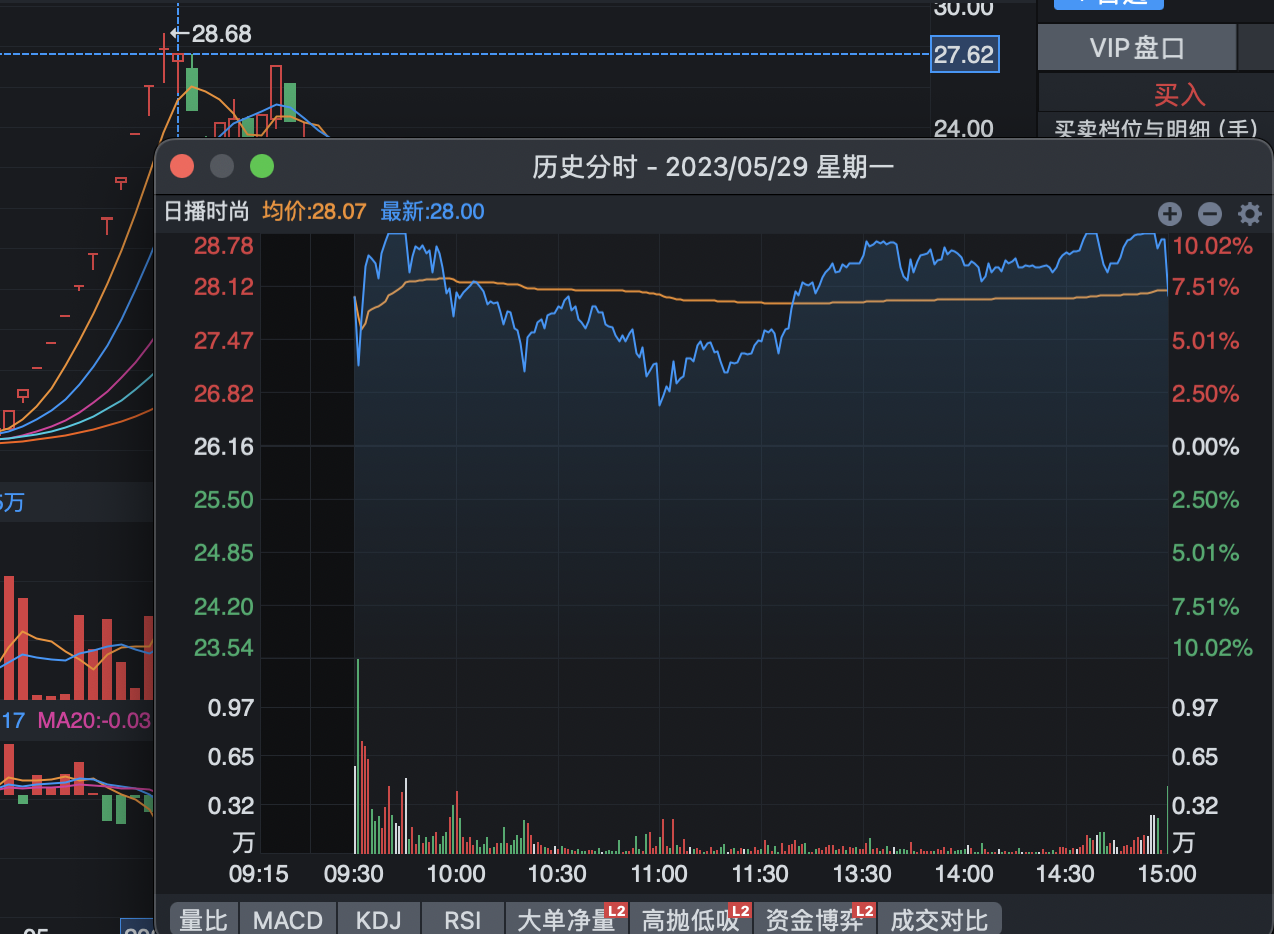 30.00
←28.68
27.62
VIP盘口
买入
24.00
买卖档位与明细 (手)
历史分时 - 2023/05/29 星期一
日播时尚 均价:28.07 最新:28.00
28.78 10.02%
28.12 7.51%
27.47 5.01%
26.82 2.50%
26.16 0.00%
25.50 2.50%
24.85 5.01%
24.20 7.51%
23.54 10.02%
万
0.97 0.97
17 MA20:-0.03
0.65 0.65
0.32 0.32
万 万
09:15 09:30 10:00 10:30 11:00 11:30 13:30 14:00 14:30 15:00
量比 MACD KDJ RSI 大单净量 L2 高抛低吸 L2 资金博弈 L2 成交对比